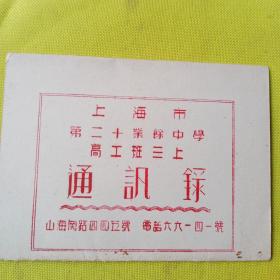 上海市
第二十業餘中學
高工班三上
通訊錄
山海関路四四五號 電話六六一四一號